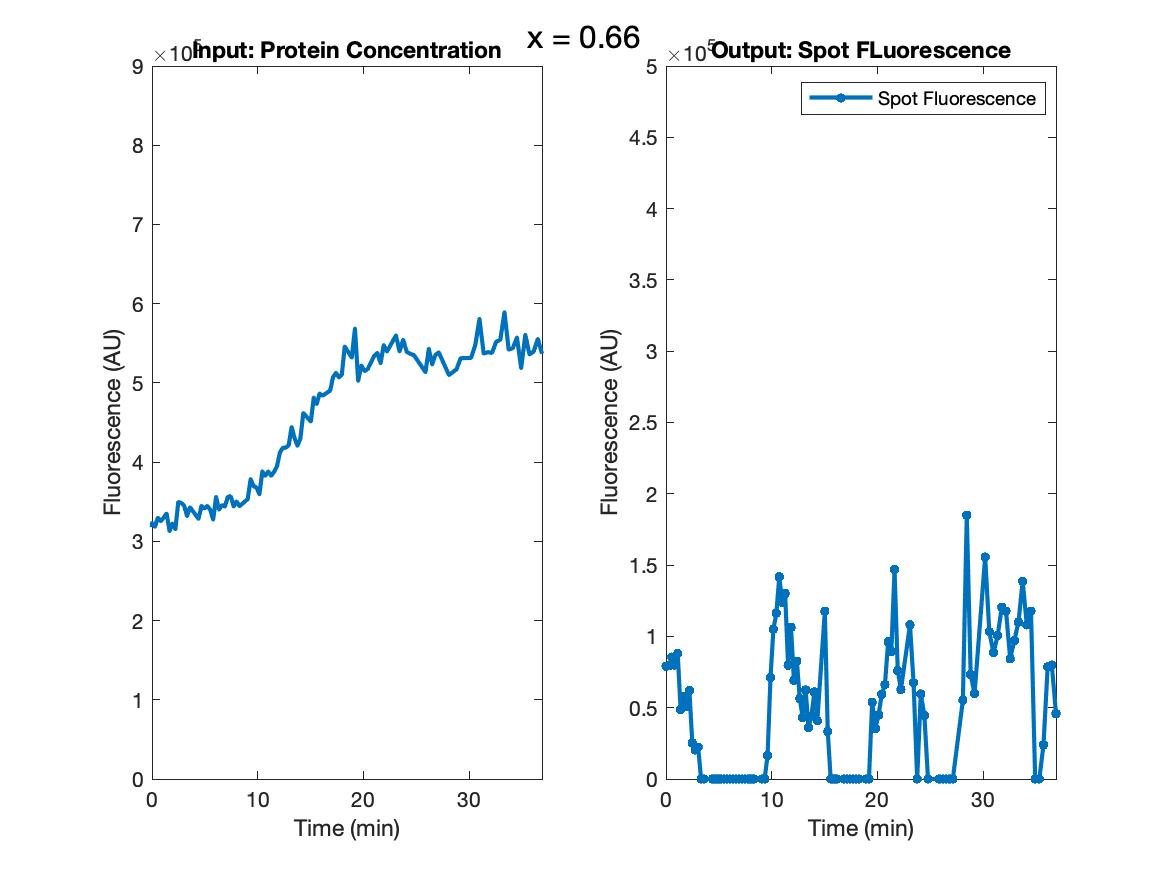 x = 0.66
×10⁵
Input: Protein Concentration
9
8
7
6
5
4
3
2
1
0
Fluorescence (AU)
0 10 20 30
Time (min)
×10⁵
Output: Spot FLuorescence
Spot Fluorescence
5
4.5
4
3.5
3
2.5
2
1.5
1
0.5
0
Fluorescence (AU)
0 10 20 30
Time (min)